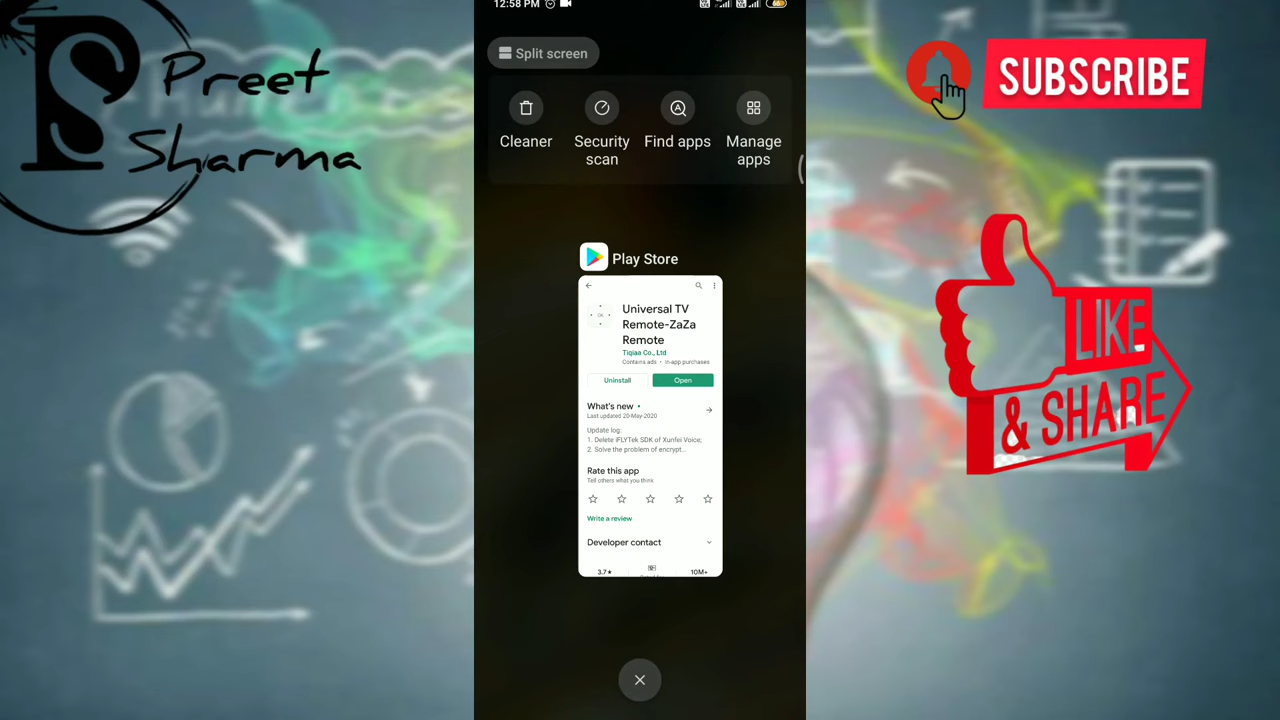 Preet
Sharma
12:58 PM
Split screen
Cleaner
Security
scan
Find apps
Manage
apps
Play Store
Universal TV
Remote-ZaZa
Remote
Tiqiaa Co., Ltd
Contains ads • In-app purchases
Uninstall
Open
What's new •
Last updated 20-May-2020
Update log:
1. Delete iFLYTek SDK of Xunfei Voice;
2. Solve the problem of encrypt...
Rate this app
Tell others what you think
Write a review
Developer contact
3.7★
10M+
SUBSCRIBE
LIKE
& SHARE